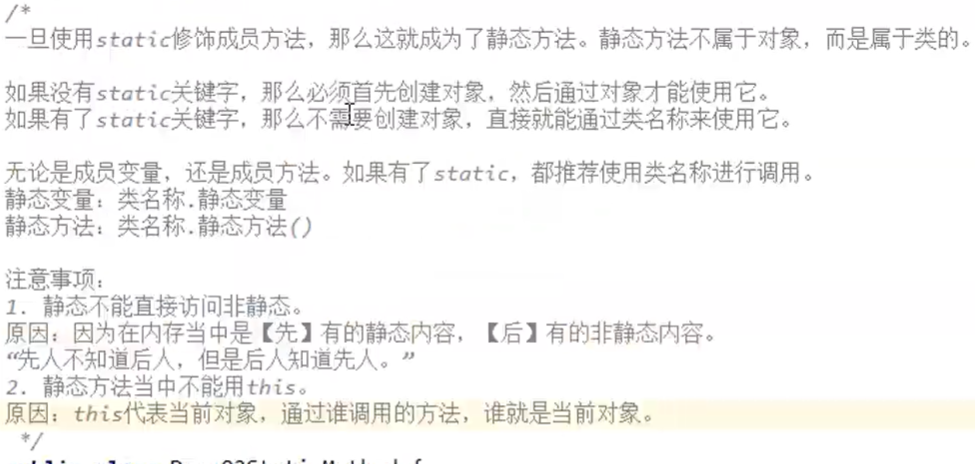 /*
一旦使用static修饰成员方法，那么这就成为了静态方法。静态方法不属于对象，而是属于类的。
如果没有static关键字，那么必须首先创建对象，然后通过对象才能使用它。
如果有了static关键字，那么不需要创建对象，直接就能通过类名称来使用它。
无论是成员变量，还是成员方法。如果有了static，都推荐使用类名称进行调用。
静态变量：类名称.静态变量
静态方法：类名称.静态方法()
注意事项：
1. 静态不能直接访问非静态。
原因：因为在内存当中是【先】有的静态内容，【后】有的非静态内容。
“先人不知道后人，但是后人知道先人。”
2. 静态方法当中不能用this。
原因：this代表当前对象，通过谁调用的方法，谁就是当前对象。
*/